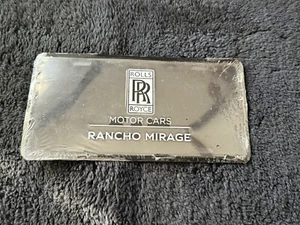 ROLLS
RR
ROYCE
MOTOR CARS
RANCHO MIRAGE